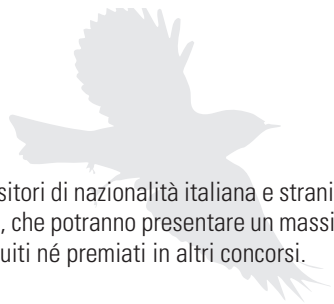 sitori di nazionalità italiana e strani
, che potranno presentare un massi
uiti né premiati in altri concorsi.